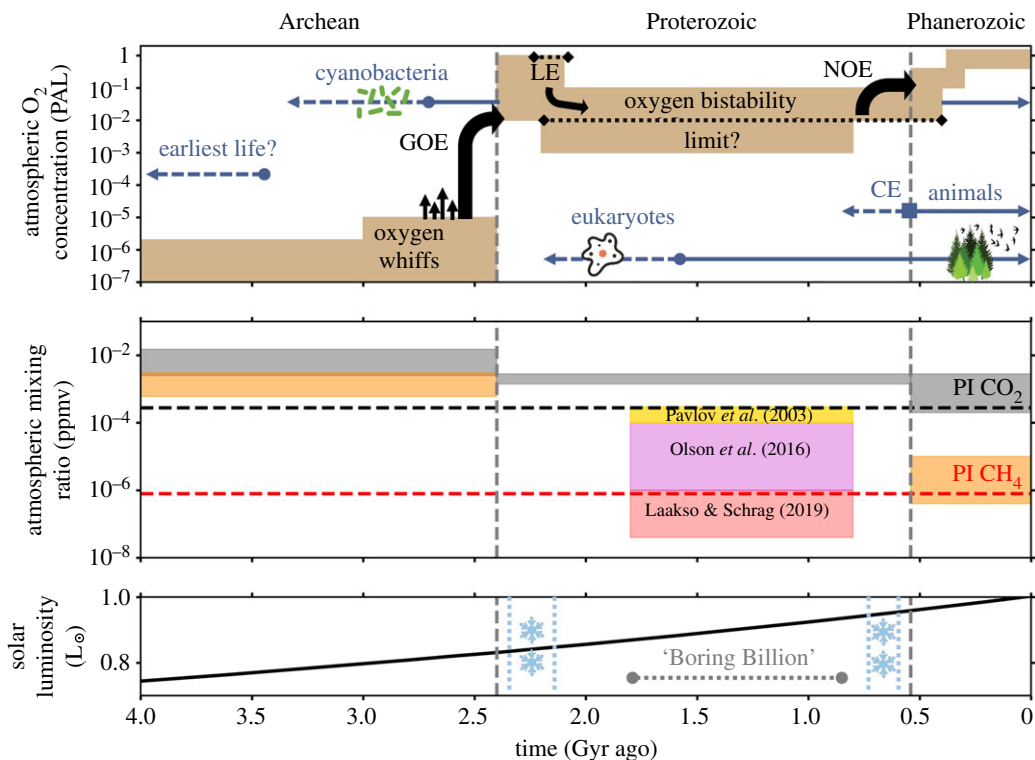 Archean
Proterozoic
Phanerozoic
atmospheric O2
concentration (PAL)
1
10−1
10−2
10−3
10−4
10−5
10−6
10−7
cyanobacteria
earliest life?
GOE
oxygen
whiffs
LE
oxygen bistability
limit?
NOE
eukaryotes
CE
animals
atmospheric mixing
ratio (ppmv)
10−2
10−4
10−6
10−8
PI CO2
Pavlov et al. (2003)
Olson et al. (2016)
PI CH4
Laakso & Schrag (2019)
solar
luminosity
(L⊙)
1.0
0.8
'Boring Billion'
4.0 3.5 3.0 2.5 2.0 1.5 1.0 0.5 0
time (Gyr ago)